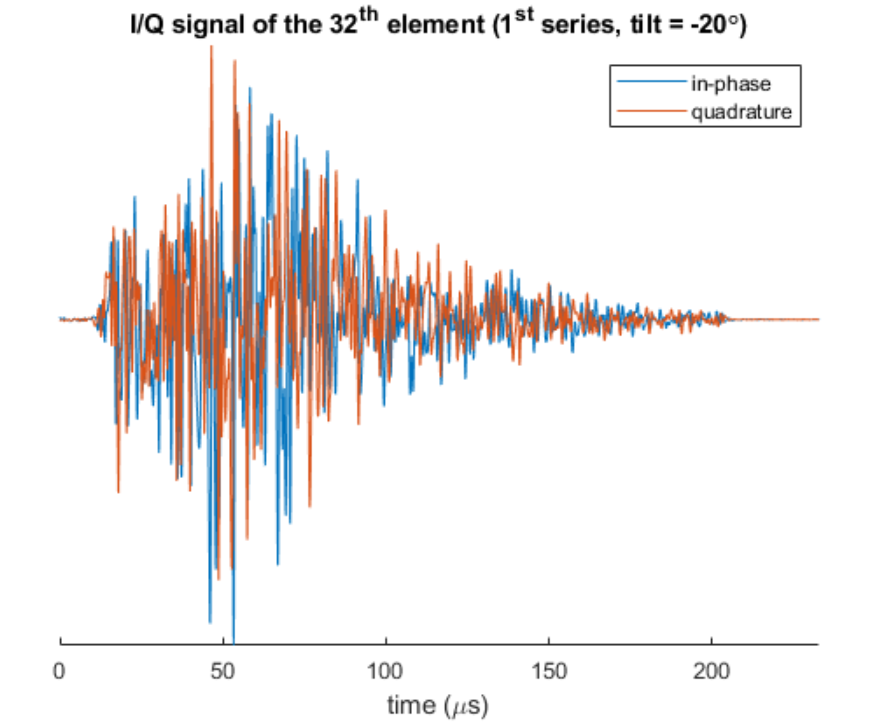 I/Q signal of the 32th element (1st series, tilt = -20°)
in-phase
quadrature
0 50 100 150 200
time (μs)